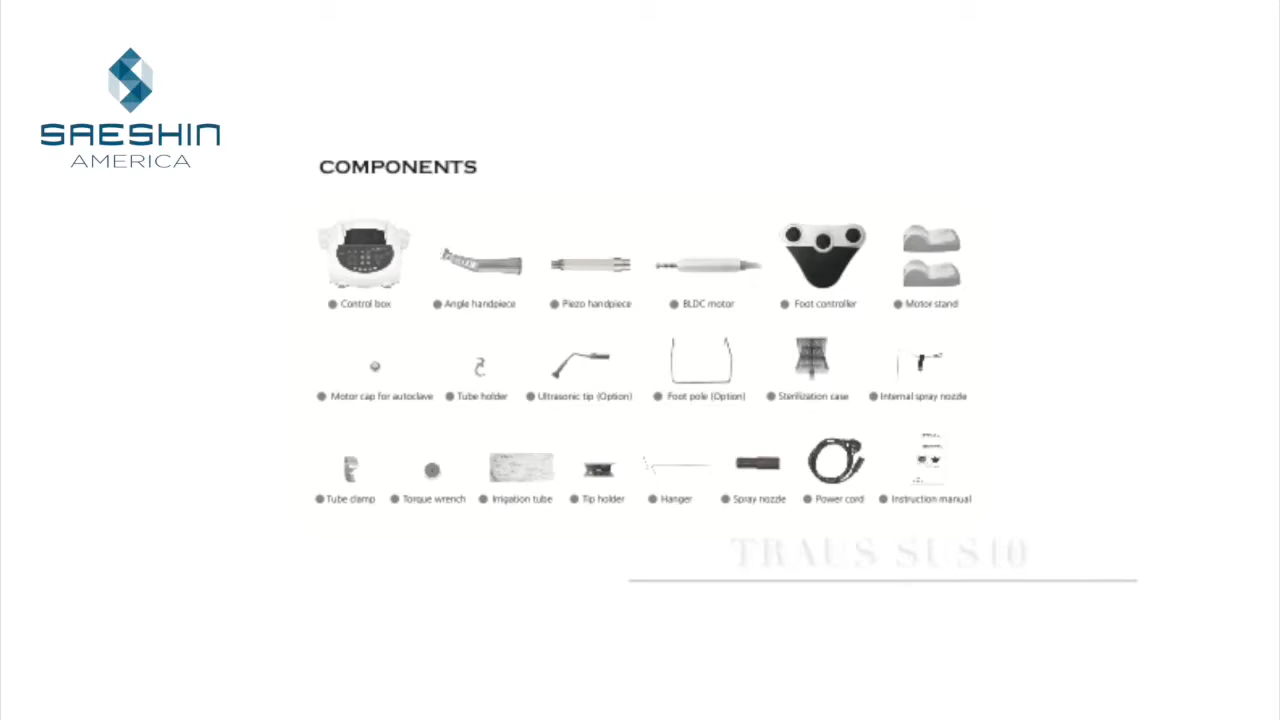 SAESHIN
AMERICA
COMPONENTS
Control box Angle handpiece Piezo handpiece BLDC motor Foot controller Motor stand
Motor cap for autoclave Tube holder Ultrasonic tip (Option) Foot pole (Option) Sterilization case Internal spray nozzle
Tube clamp Torque wrench Irrigation tube Tip holder Hanger Spray nozzle Power cord Instruction manual
TRAUS SUS10